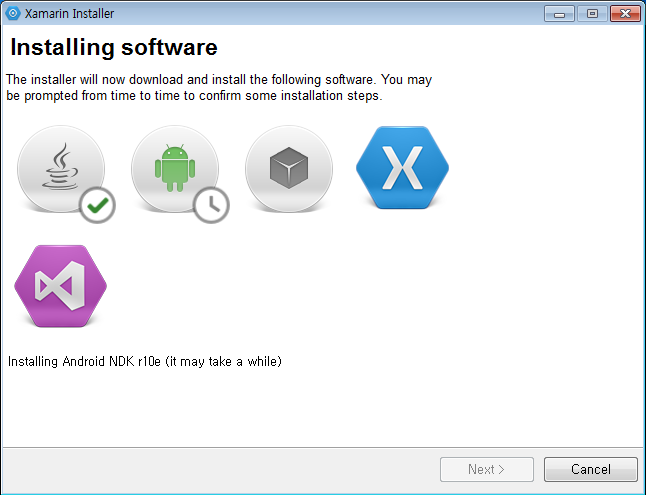 Xamarin Installer
Installing software
The installer will now download and install the following software. You may
be prompted from time to time to confirm some installation steps.
Installing Android NDK r10e (it may take a while)
Next >
Cancel